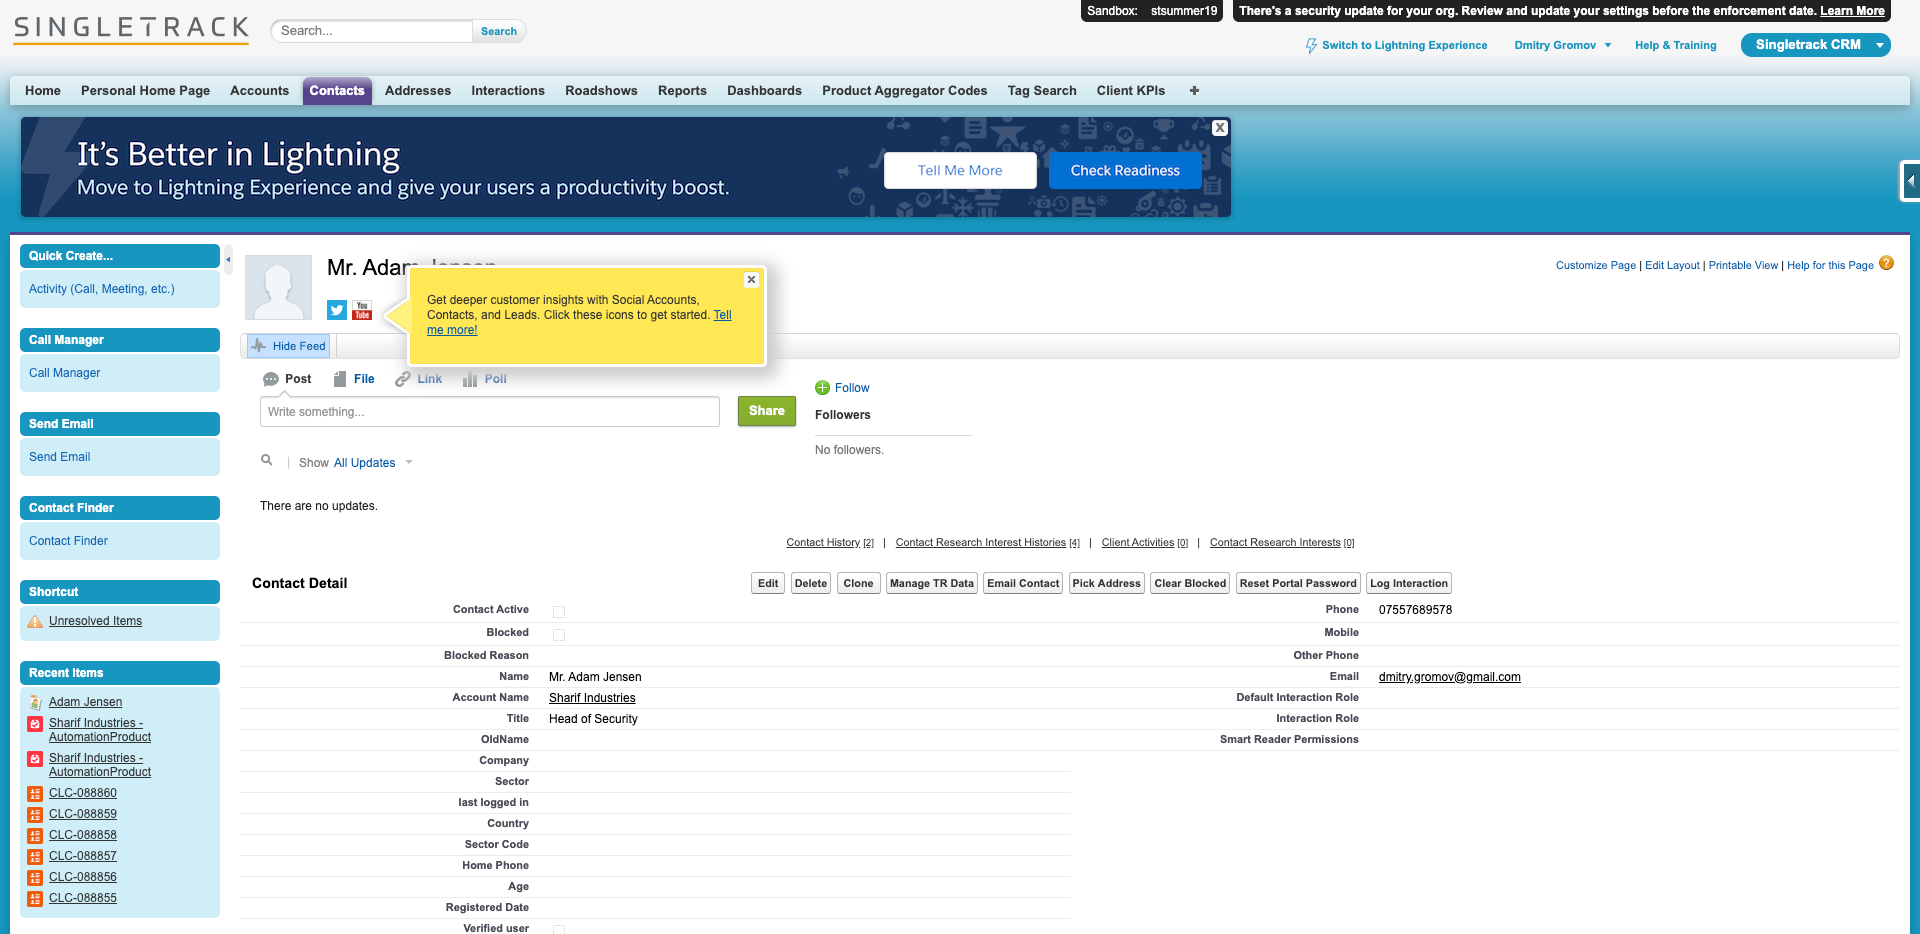 Sandbox: stsummer19
There's a security update for your org. Review and update your settings before the enforcement date. Learn More
SINGLETRACK
Search...
Search
Switch to Lightning Experience
Dmitry Gromov
Help & Training
Singletrack CRM
Home
Personal Home Page
Accounts
Contacts
Addresses
Interactions
Roadshows
Reports
Dashboards
Product Aggregator Codes
Tag Search
Client KPIs
It's Better in Lightning
Move to Lightning Experience and give your users a productivity boost.
Tell Me More
Check Readiness
X
Quick Create...
Activity (Call, Meeting, etc.)
Call Manager
Call Manager
Send Email
Send Email
Contact Finder
Contact Finder
Shortcut
Unresolved Items
Recent Items
Adam Jensen
Sharif Industries -
AutomationProduct
Sharif Industries -
AutomationProduct
CLC-088860
CLC-088859
CLC-088858
CLC-088857
CLC-088856
CLC-088855
Mr. Adam Jensen
You
Tube
Customize Page | Edit Layout | Printable View | Help for this Page ?
Get deeper customer insights with Social Accounts,
Contacts, and Leads. Click these icons to get started. Tell
me more!
Hide Feed
Post
File
Link
Poll
Write something...
Share
Follow
Followers
No followers.
Show All Updates
There are no updates.
Contact History [2] | Contact Research Interest Histories [4] | Client Activities [0] | Contact Research Interests [0]
Contact Detail
Edit
Delete
Clone
Manage TR Data
Email Contact
Pick Address
Clear Blocked
Reset Portal Password
Log Interaction
Contact Active
Phone 07557689578
Blocked
Mobile
Blocked Reason
Other Phone
Name Mr. Adam Jensen
Email dmitry.gromov@gmail.com
Account Name Sharif Industries
Default Interaction Role
Title Head of Security
Interaction Role
OldName
Smart Reader Permissions
Company
Sector
last logged in
Country
Sector Code
Home Phone
Age
Registered Date
Verified user